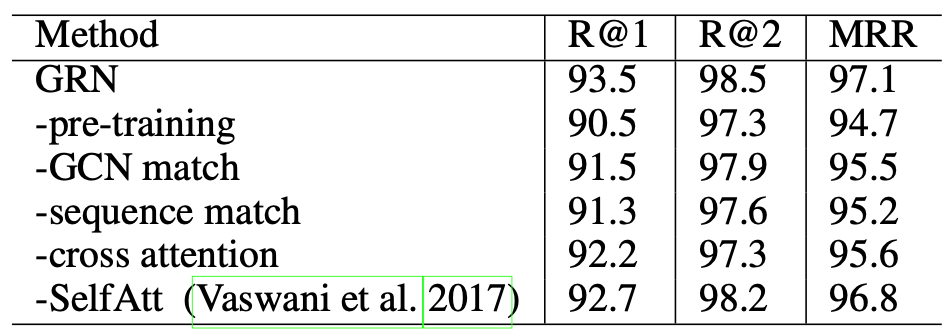 Method R@1 R@2 MRR
GRN 93.5 98.5 97.1
-pre-training 90.5 97.3 94.7
-GCN match 91.5 97.9 95.5
-sequence match 91.3 97.6 95.2
-cross attention 92.2 97.3 95.6
-SelfAtt (Vaswani et al. 2017) 92.7 98.2 96.8